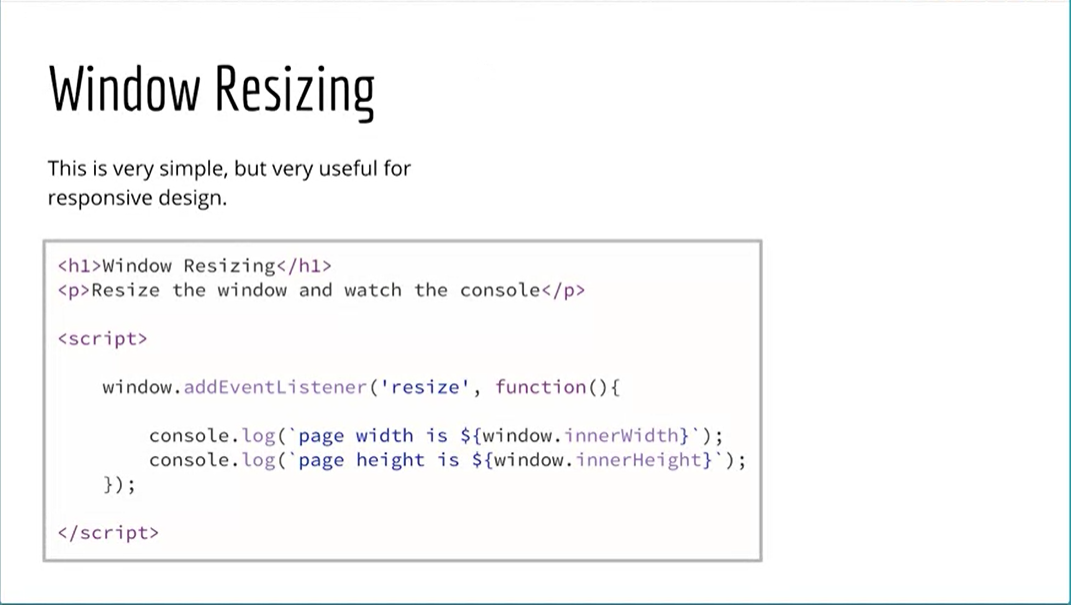 Window Resizing
This is very simple, but very useful for
responsive design.
<h1>Window Resizing</h1>
<p>Resize the window and watch the console</p>
<script>
window.addEventListener('resize', function(){
console.log(`page width is ${window.innerWidth}`);
console.log(`page height is ${window.innerHeight}`);
});
</script>